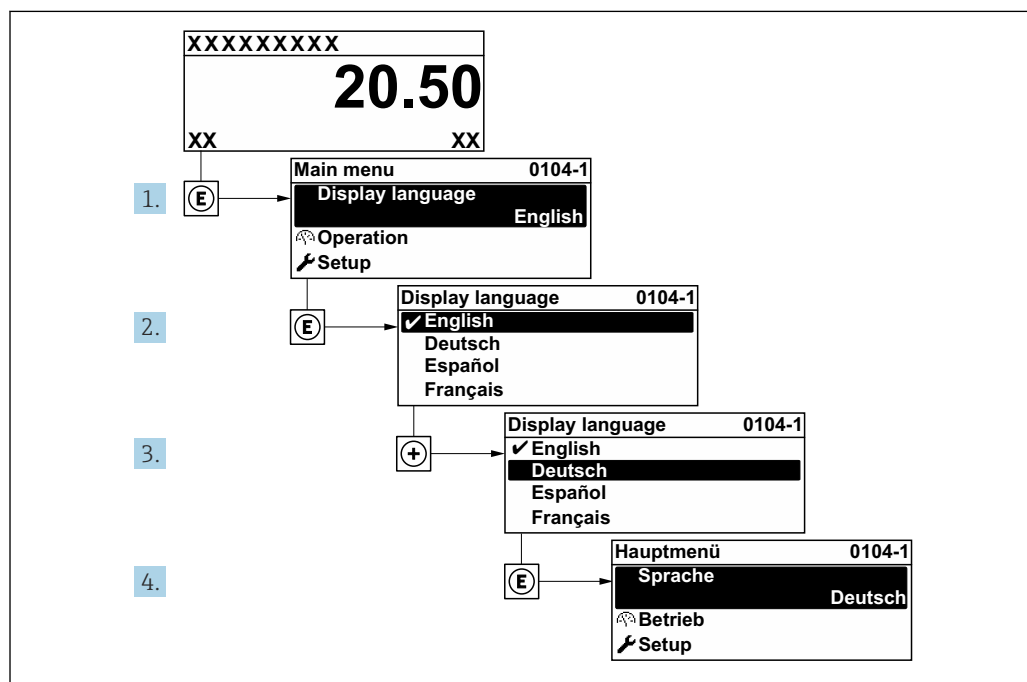 XXXXXXXXX
20.50
XX XX
1. E
Main menu 0104-1
Display language
English
Operation
Setup
2. E
Display language 0104-1
✔ English
Deutsch
Español
Français
3. +
Display language 0104-1
✔ English
Deutsch
Español
Français
4. E
Hauptmenü 0104-1
Sprache
Deutsch
Betrieb
Setup